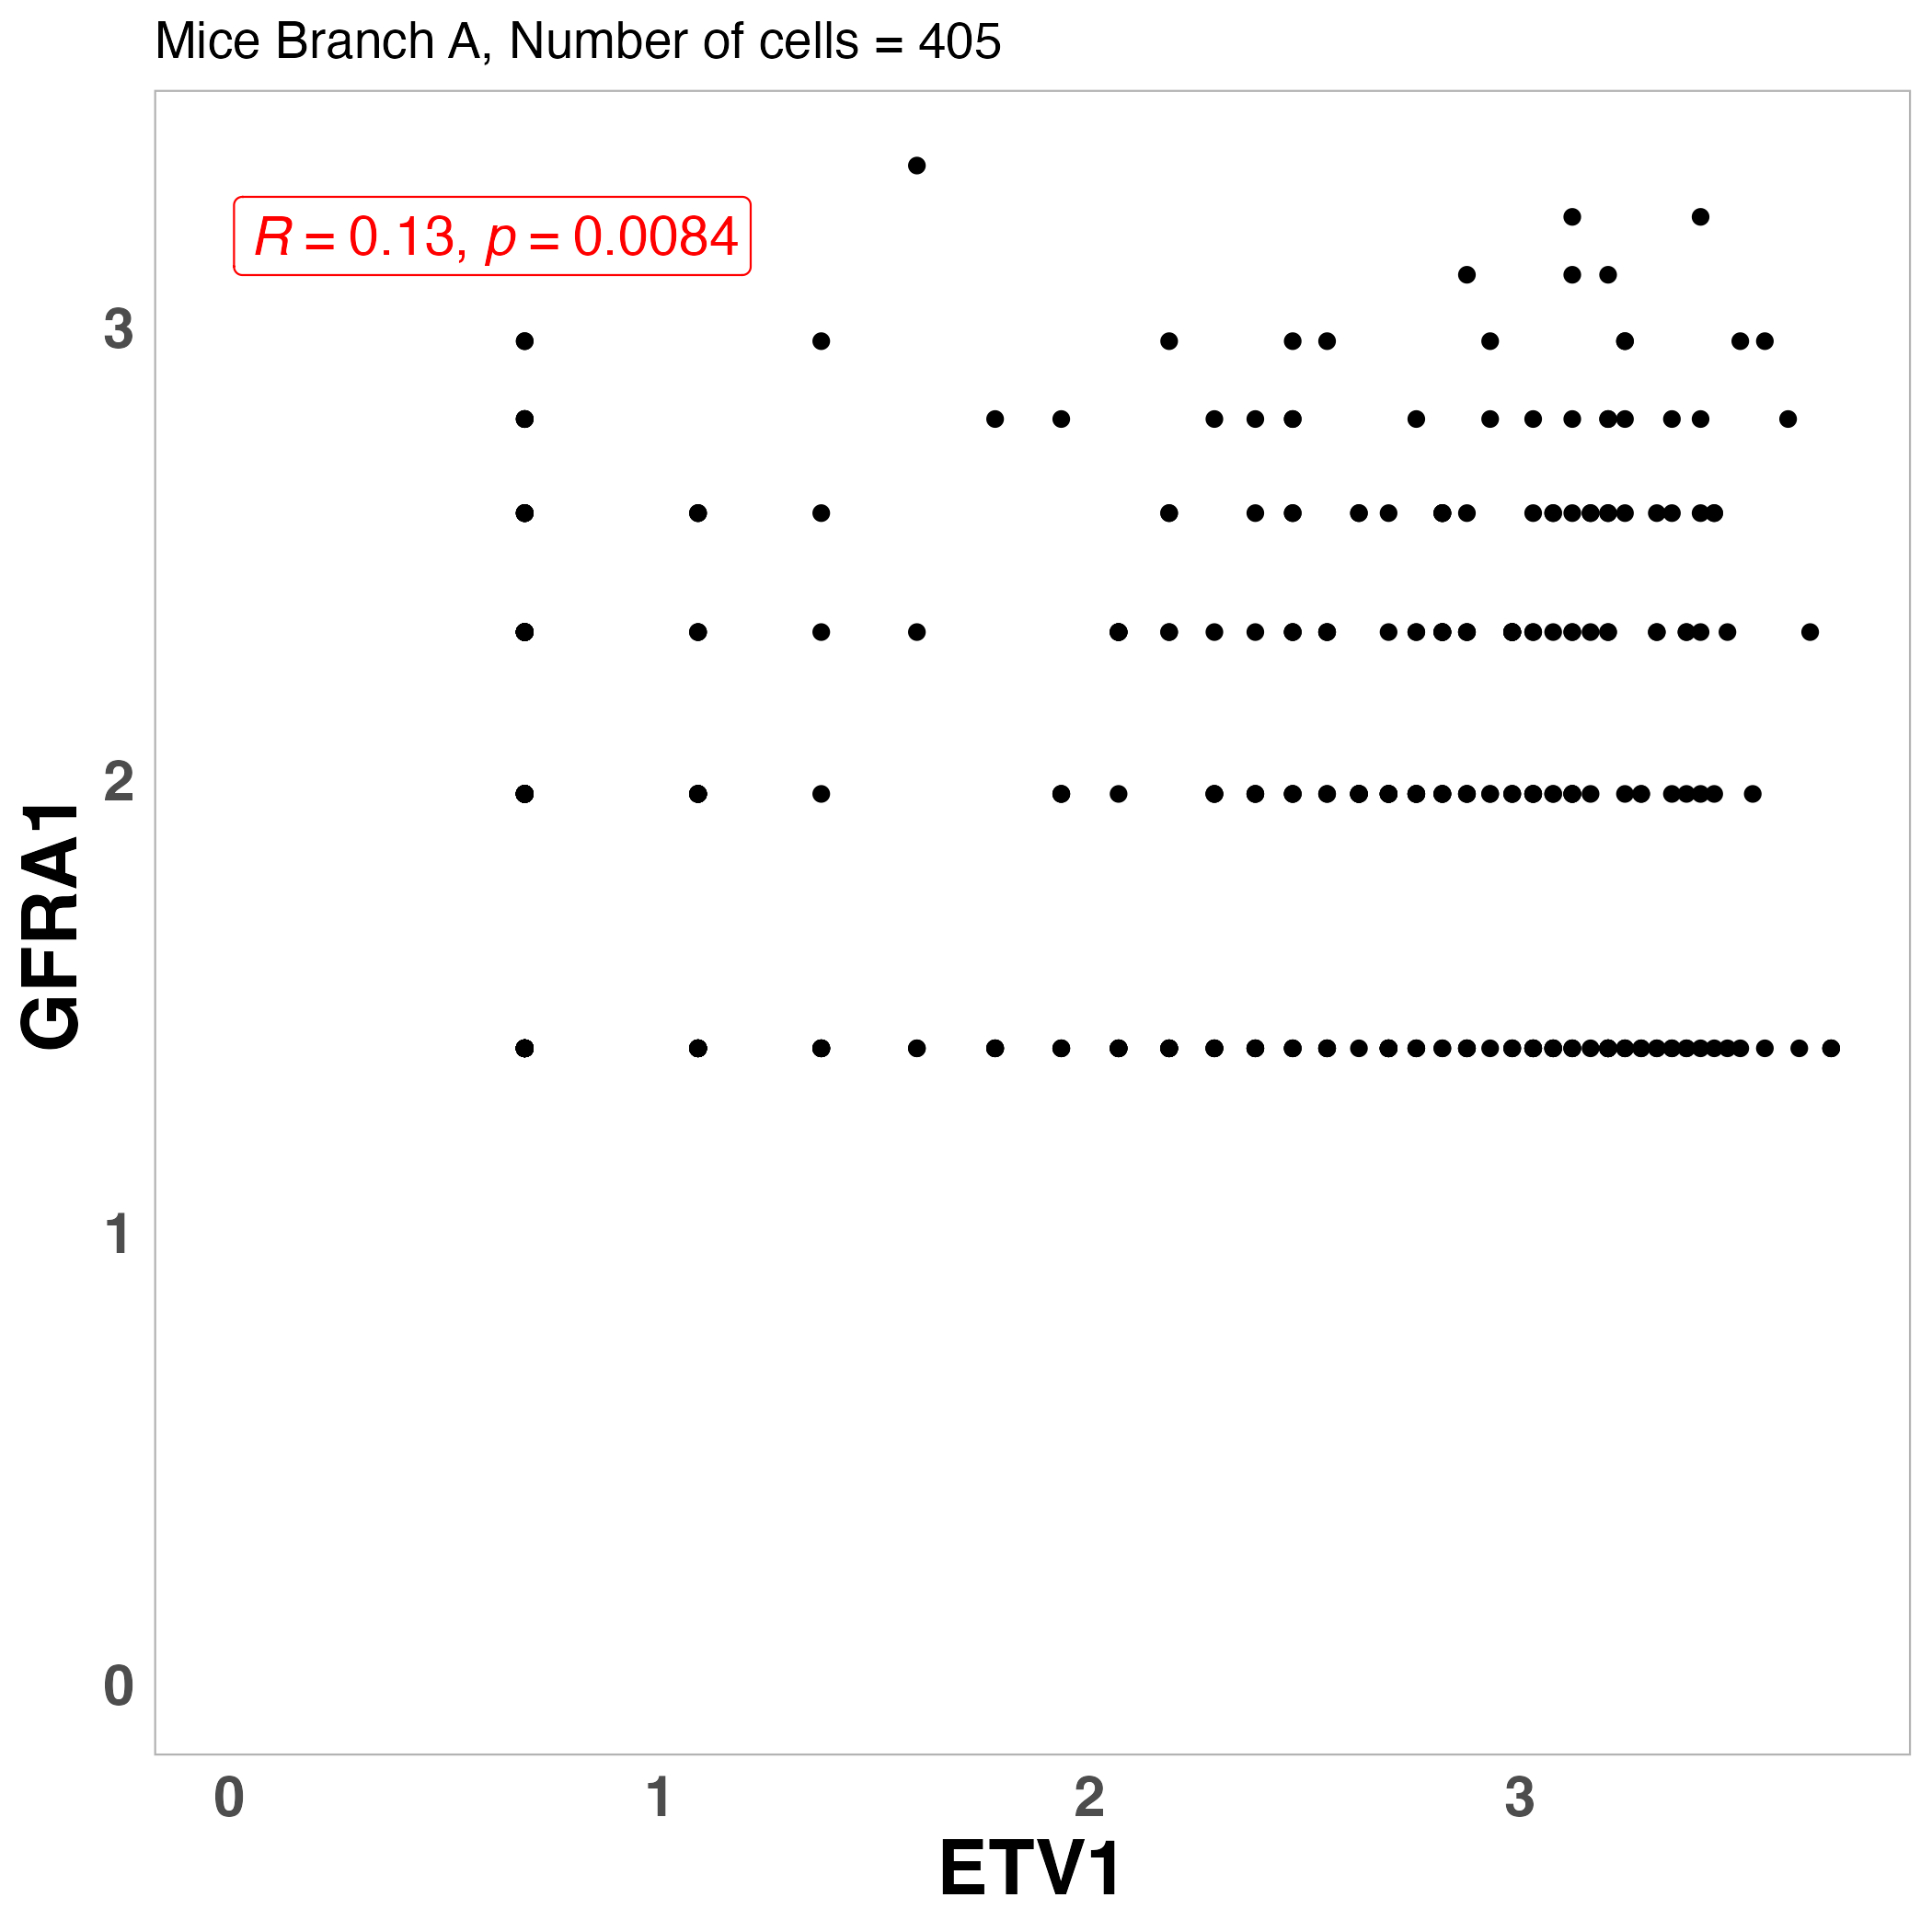 Mice Branch A, Number of cells = 405
R = 0.13, p = 0.0084
3
2
1
0
GFRA1
0 1 2 3
ETV1